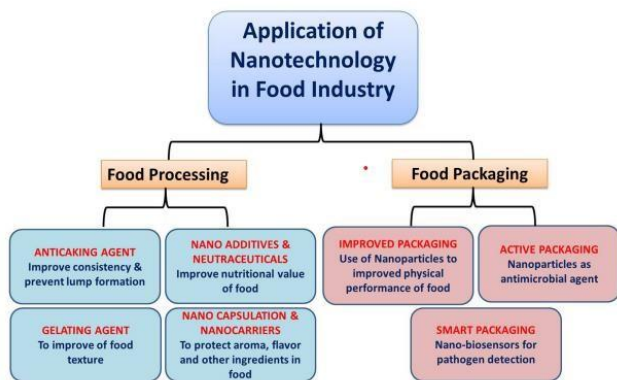 Application of
Nanotechnology
in Food Industry
Food Processing
Food Packaging
ANTICAKING AGENT
Improve consistency &
prevent lump formation
NANO ADDITIVES &
NEUTRACEUTICALS
Improve nutritional value
of food
GELATING AGENT
To improve of food
texture
NANO CAPSULATION &
NANOCARRIERS
To protect aroma, flavor
and other ingredients in
food
IMPROVED PACKAGING
Use of Nanoparticles to
improved physical
performance of food
ACTIVE PACKAGING
Nanoparticles as
antimicrobial agent
SMART PACKAGING
Nano-biosensors for
pathogen detection